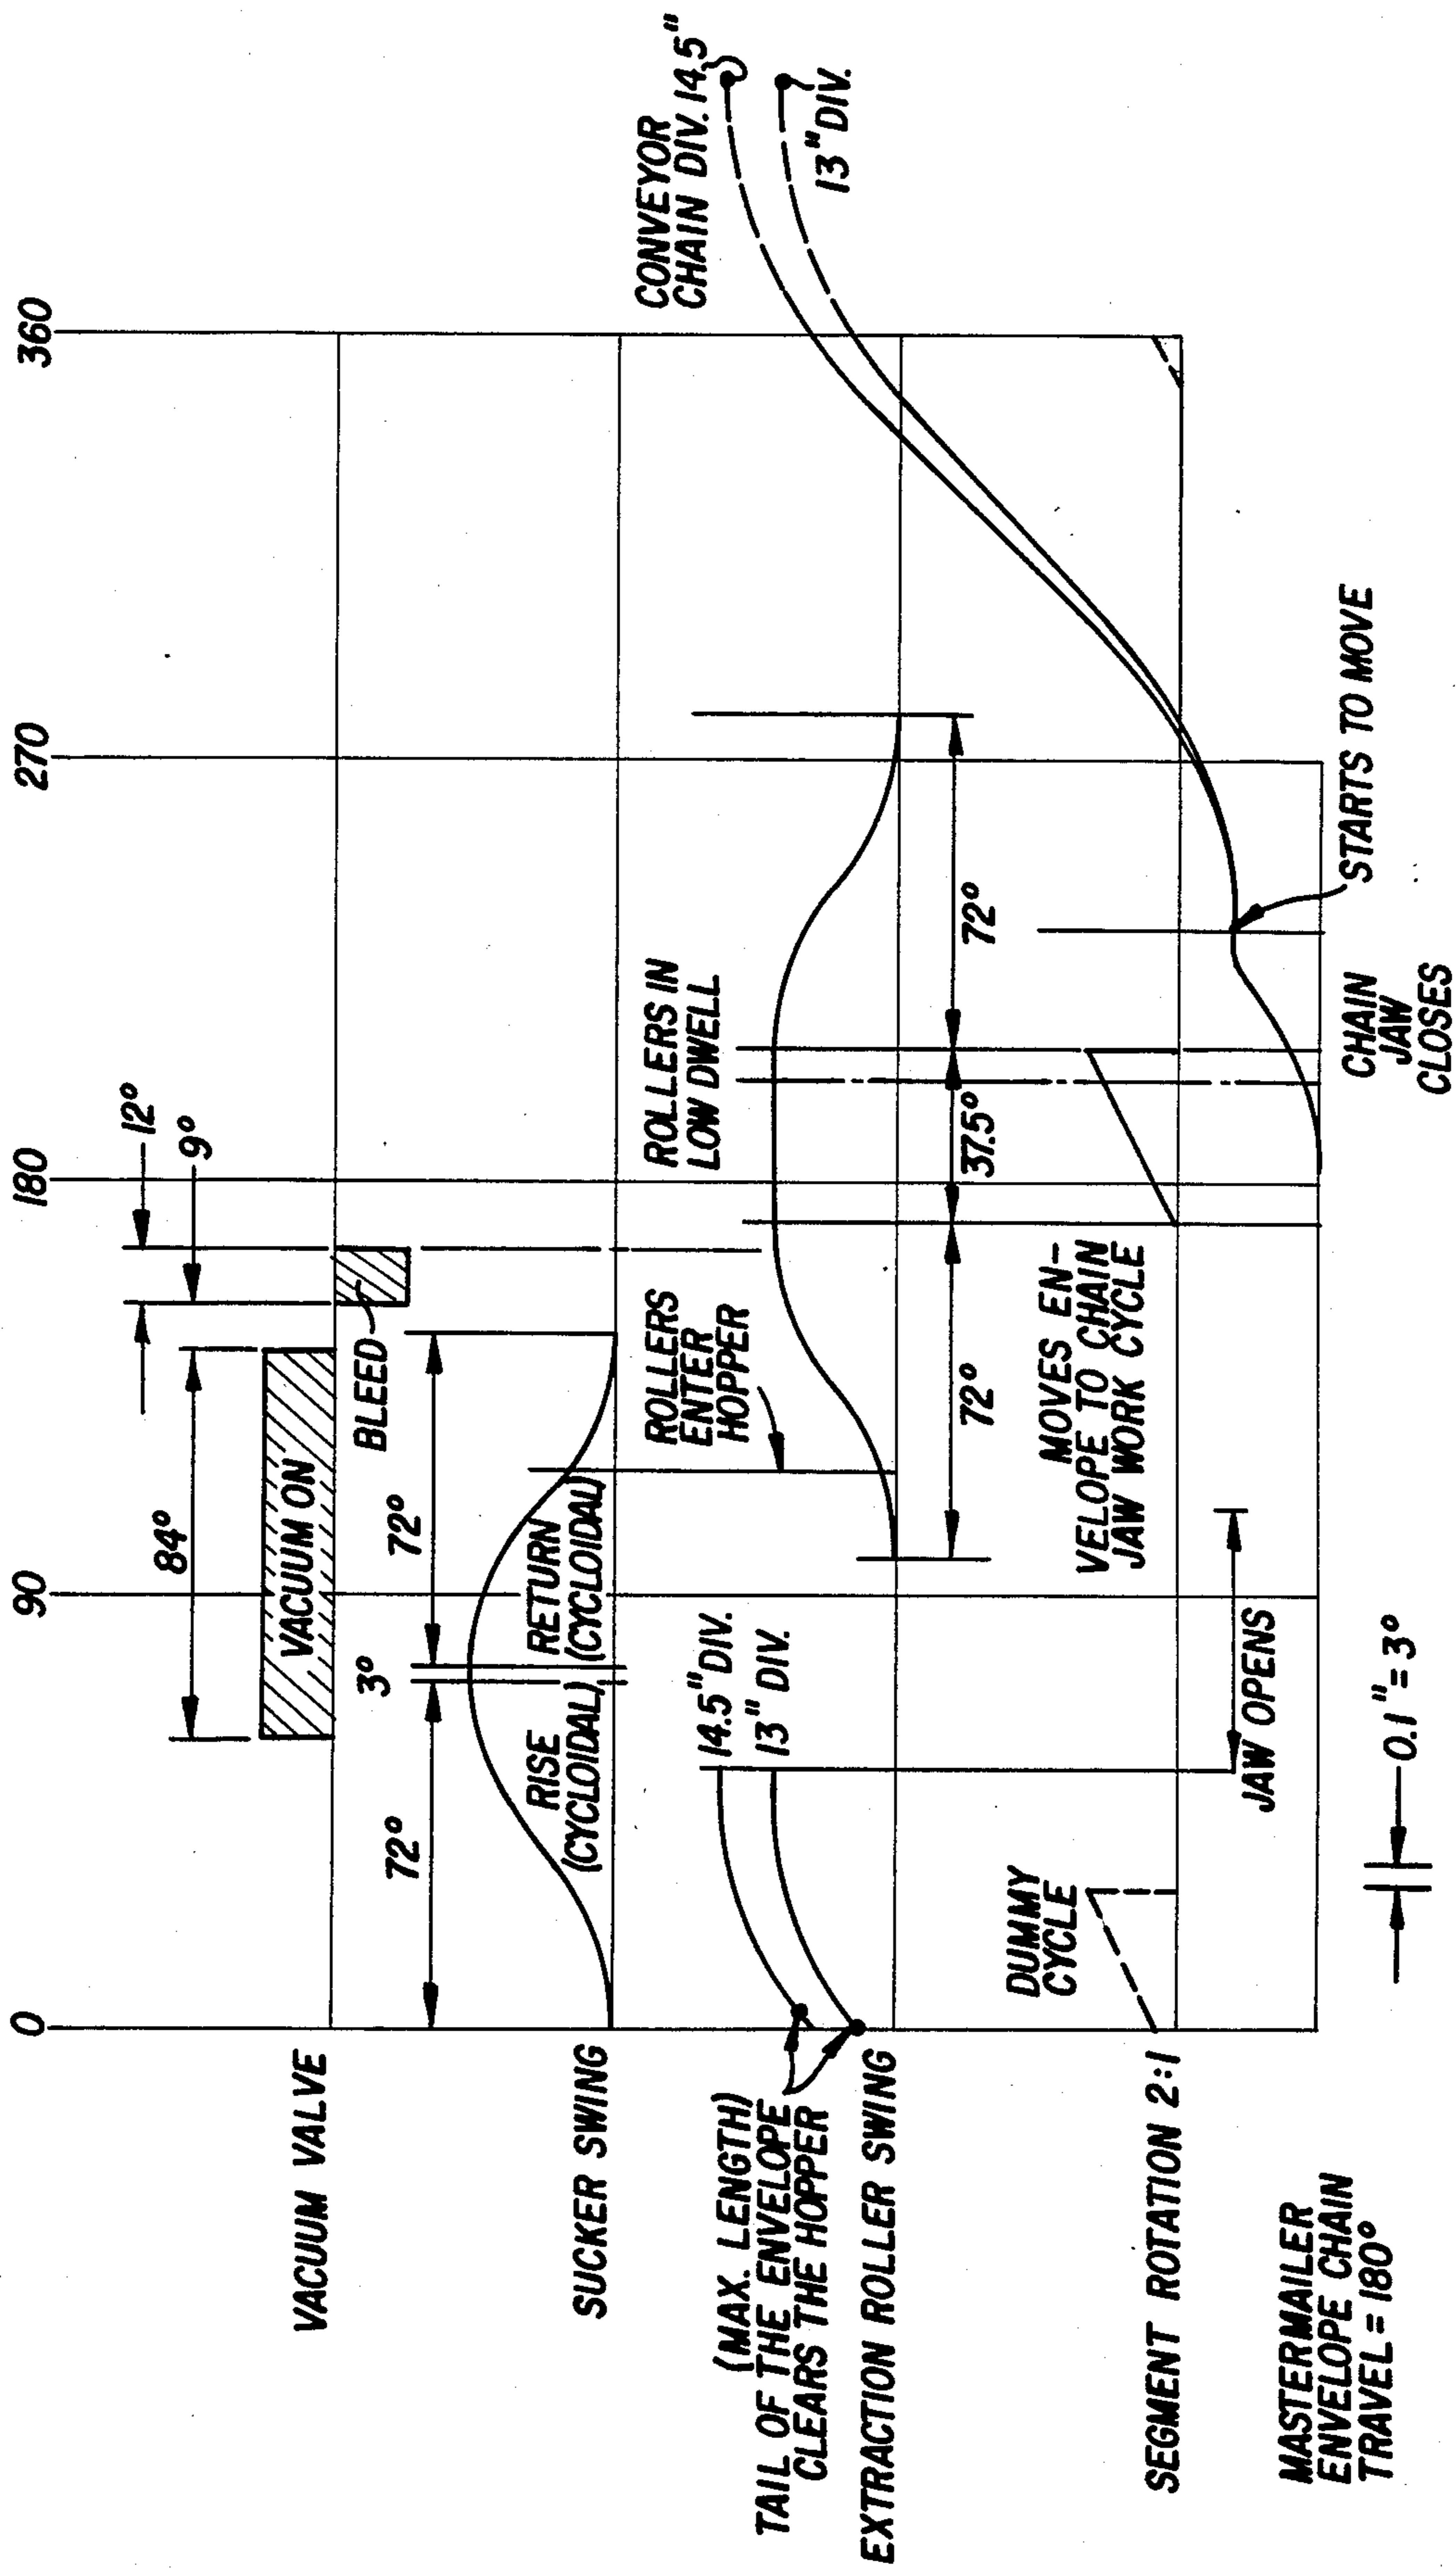 0
90
180
270
360
VACUUM VALVE
84°
VACUUM ON
12°
9°
BLEED
SUCKER SWING
72°
3°
72°
RISE
(CYCLOIDAL)
RETURN
(CYCLOIDAL)
CONVEYOR
CHAIN DIV. 14.5"
13" DIV.
(MAX. LENGTH)
TAIL OF THE ENVELOPE
CLEARS THE HOPPER
14.5" DIV.
13" DIV.
ROLLERS
ENTER
HOPPER
ROLLERS IN
LOW DWELL
EXTRACTION ROLLER SWING
72°
37.5°
72°
DUMMY
CYCLE
MOVES EN-
VELOPE TO CHAIN
JAW WORK CYCLE
SEGMENT ROTATION 2:1
JAW OPENS
STARTS TO MOVE
CHAIN
JAW
CLOSES
MASTERMAILER
ENVELOPE CHAIN
TRAVEL = 180°
0.1" = 3°